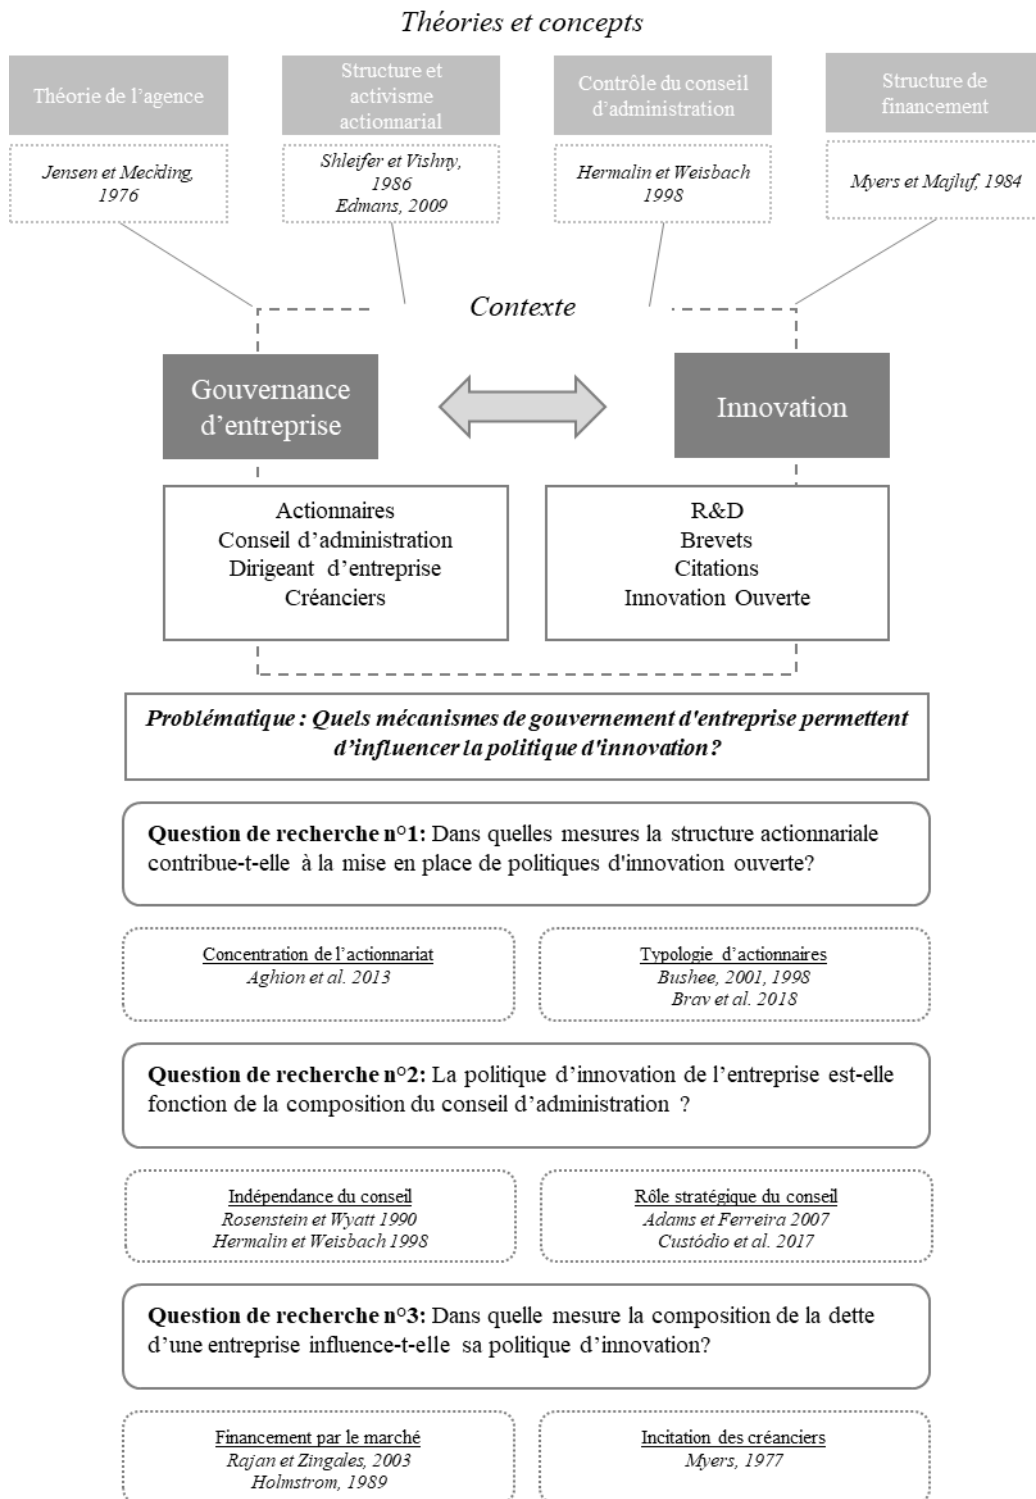 Théories et concepts
Théorie de l’agence
Structure et
activisme
actionnarial
Contrôle du conseil
d’administration
Structure de
financement
Jensen et Meckling,
1976
Shleifer et Vishny,
1986
Edmans, 2009
Hermalin et Weisbach
1998
Myers et Majluf, 1984
Contexte
Gouvernance
d’entreprise
Innovation
Actionnaires
Conseil d’administration
Dirigeant d’entreprise
Créanciers
R&D
Brevets
Citations
Innovation Ouverte
Problématique : Quels mécanismes de gouvernement d'entreprise permettent
d’influencer la politique d'innovation?
Question de recherche n°1: Dans quelles mesures la structure actionnariale
contribue-t-elle à la mise en place de politiques d'innovation ouverte?
Concentration de l’actionnariat
Aghion et al. 2013
Typologie d’actionnaires
Bushee, 2001, 1998
Brav et al. 2018
Question de recherche n°2: La politique d’innovation de l’entreprise est-elle
fonction de la composition du conseil d’administration ?
Indépendance du conseil
Rosenstein et Wyatt 1990
Hermalin et Weisbach 1998
Rôle stratégique du conseil
Adams et Ferreira 2007
Custódio et al. 2017
Question de recherche n°3: Dans quelle mesure la composition de la dette
d’une entreprise influence-t-elle sa politique d’innovation?
Financement par le marché
Rajan et Zingales, 2003
Holmstrom, 1989
Incitation des créanciers
Myers, 1977